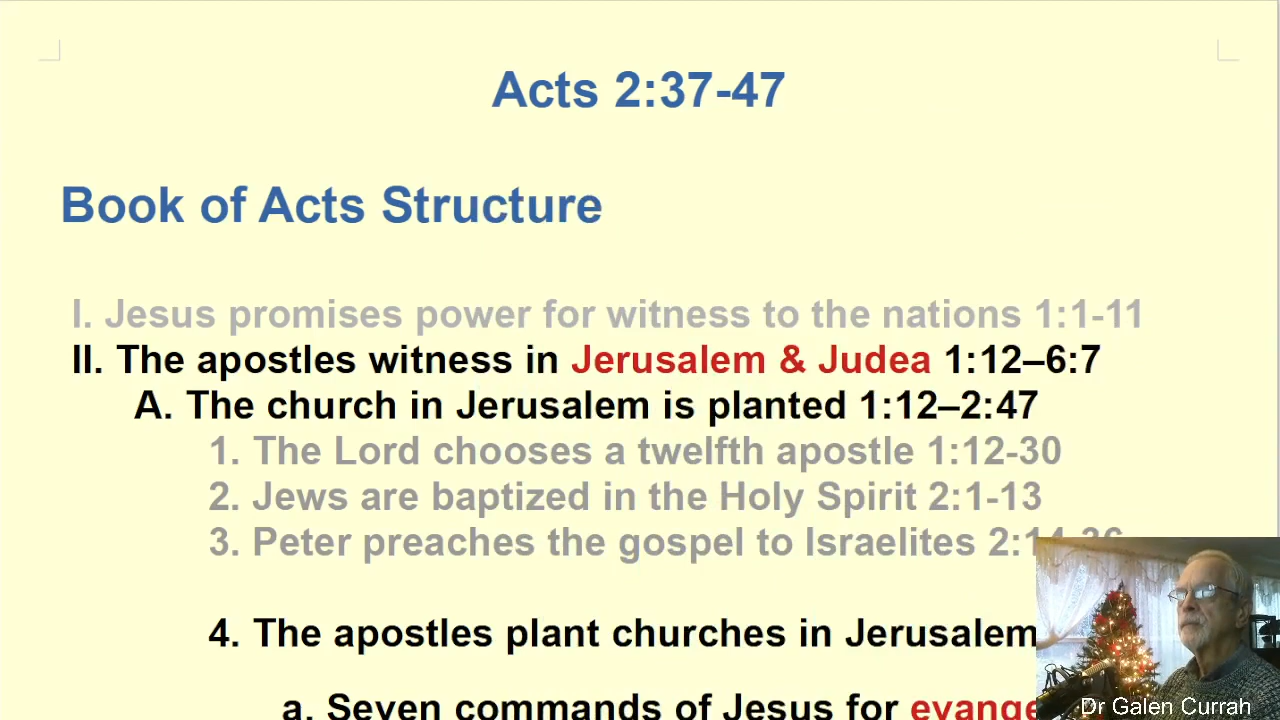 Acts 2:37-47
Book of Acts Structure
I. Jesus promises power for witness to the nations 1:1-11
II. The apostles witness in Jerusalem & Judea 1:12–6:7
A. The church in Jerusalem is planted 1:12–2:47
1. The Lord chooses a twelfth apostle 1:12-30
2. Jews are baptized in the Holy Spirit 2:1-13
3. Peter preaches the gospel to Israelites 2:14-36
4. The apostles plant churches in Jerusalem
a. Seven commands of Jesus for
Dr Galen Currah